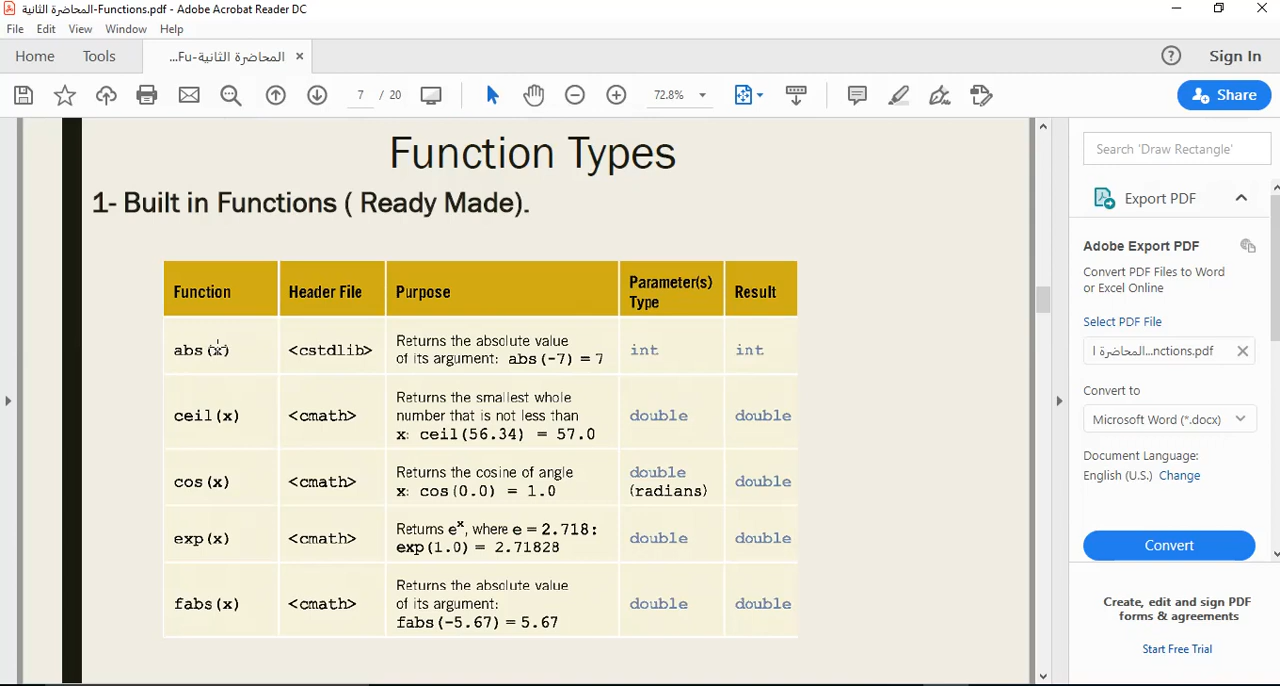 المحاضرة الثانية-Functions.pdf - Adobe Acrobat Reader DC
File Edit View Window Help
Home Tools المحاضرة الثانية-Fu... × Sign In
7 / 20 72.8% Share
Function Types
1- Built in Functions ( Ready Made).
Function Header File Purpose Parameter(s) Type Result
abs(x) <cstdlib> Returns the absolute value
of its argument: abs(-7) = 7 int int
ceil(x) <cmath> Returns the smallest whole
number that is not less than
x: ceil(56.34) = 57.0 double double
cos(x) <cmath> Returns the cosine of angle
x: cos(0.0) = 1.0 double
(radians) double
exp(x) <cmath> Returns eˣ, where e = 2.718:
exp(1.0) = 2.71828 double double
fabs(x) <cmath> Returns the absolute value
of its argument:
fabs(-5.67) = 5.67 double double
Search 'Draw Rectangle'
Export PDF
Adobe Export PDF
Convert PDF Files to Word
or Excel Online
Select PDF File
المحاضرة ا...nctions.pdf
Convert to
Microsoft Word (*.docx)
Document Language:
English (U.S.) Change
Convert
Create, edit and sign PDF
forms & agreements
Start Free Trial